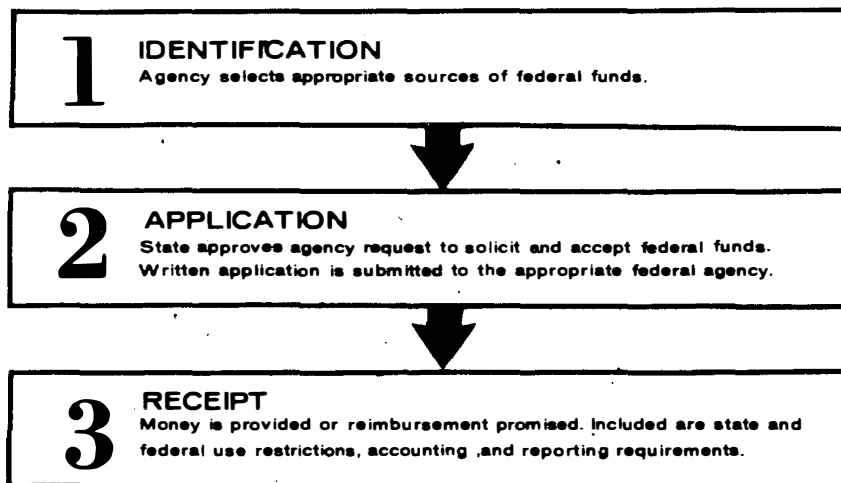 1
IDENTIFICATION
Agency selects appropriate sources of federal funds.
2
APPLICATION
State approves agency request to solicit and accept federal funds.
Written application is submitted to the appropriate federal agency.
3
RECEIPT
Money is provided or reimbursement promised. Included are state and
federal use restrictions, accounting ,and reporting requirements.